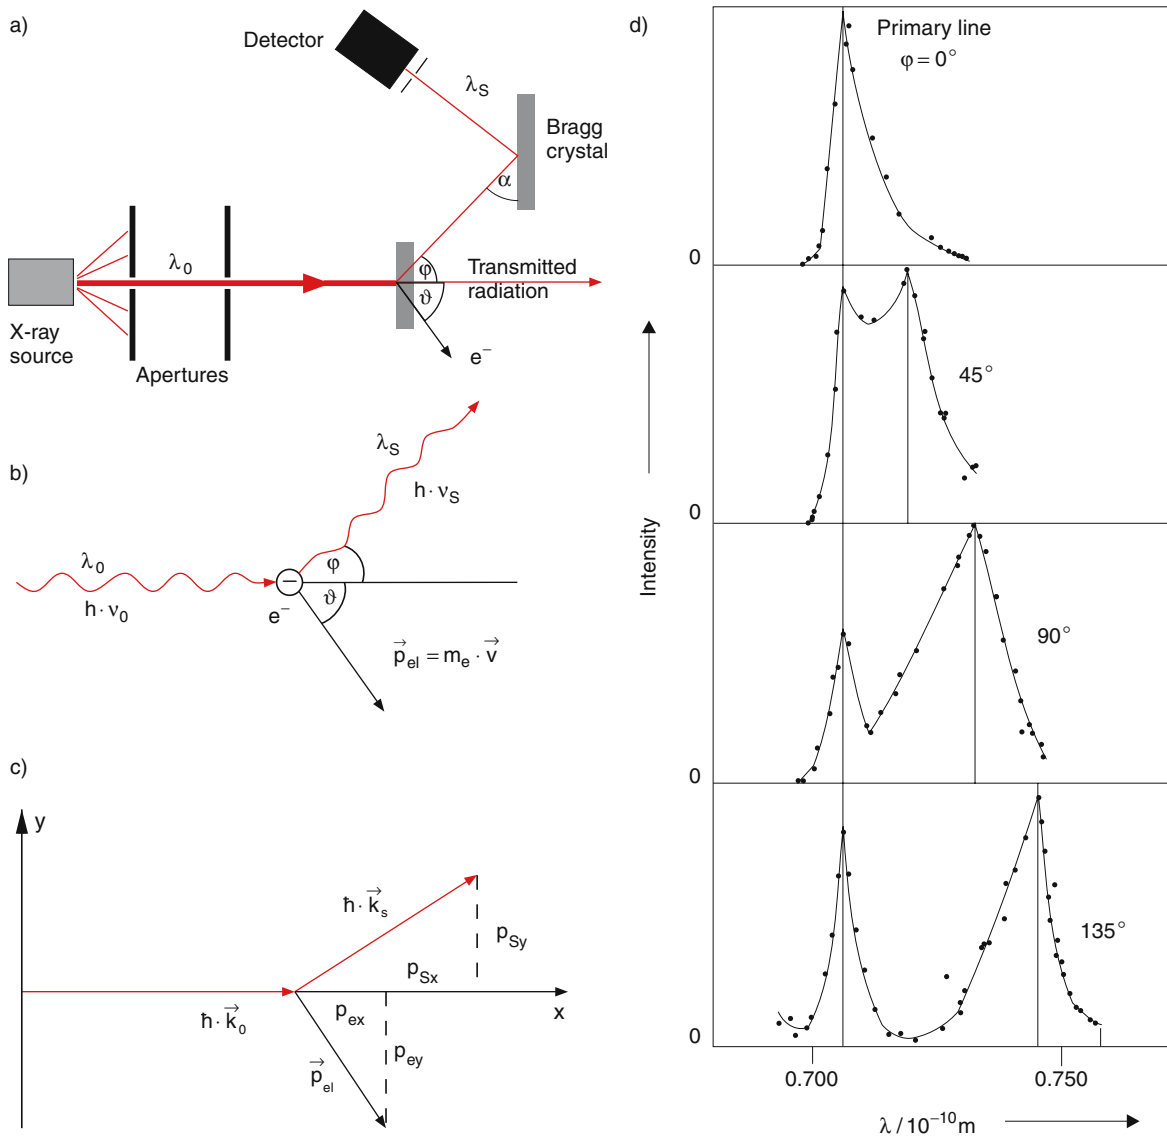 a)
Detector
λS
Bragg
crystal
α
λ0
φ
Transmitted
radiation
ϑ
X-ray
source
Apertures
e−
b)
λS
h · νS
λ0
φ
h · ν0
e−
ϑ
p⃗el = me · v⃗
c)
y
ħ · k⃗s
pSy
pSx
x
ħ · k⃗0
pex
pey
p⃗el
d)
Primary line
φ = 0°
0
45°
0
Intensity
90°
0
135°
0
0.700
0.750
λ / 10−10 m